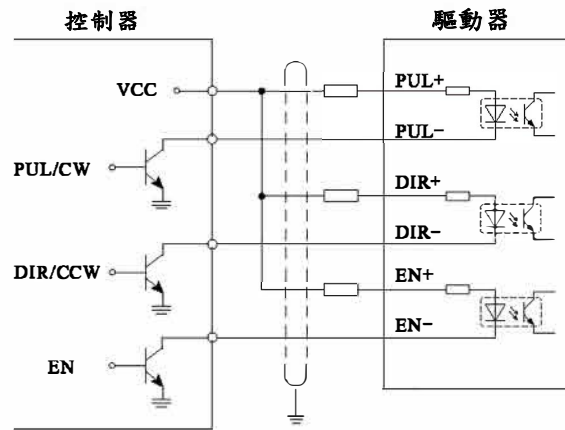 控制器
驅動器
VCC
PUL+
PUL−
PUL/CW
DIR+
DIR−
DIR/CCW
EN+
EN−
EN